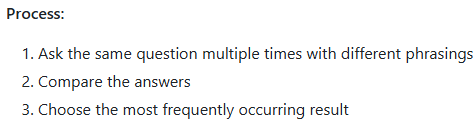 Process:
1. Ask the same question multiple times with different phrasings
2. Compare the answers
3. Choose the most frequently occurring result